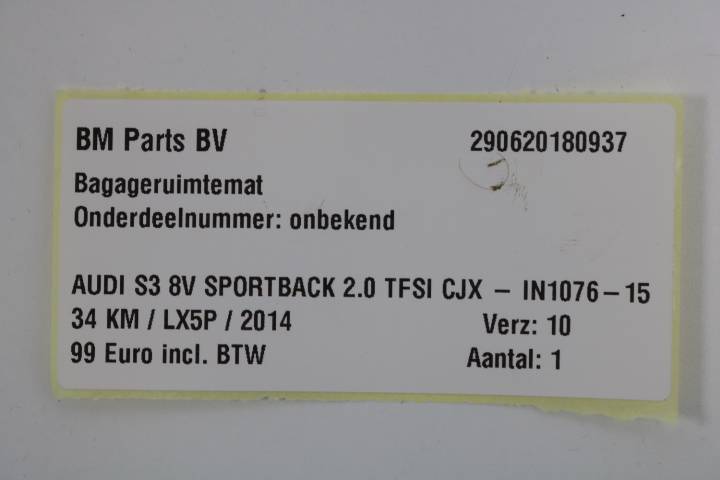 BM Parts BV 290620180937
Bagageruimtemat
Onderdeelnummer: onbekend
AUDI S3 8V SPORTBACK 2.0 TFSI CJX – IN1076–15
34 KM / LX5P / 2014 Verz: 10
99 Euro incl. BTW Aantal: 1